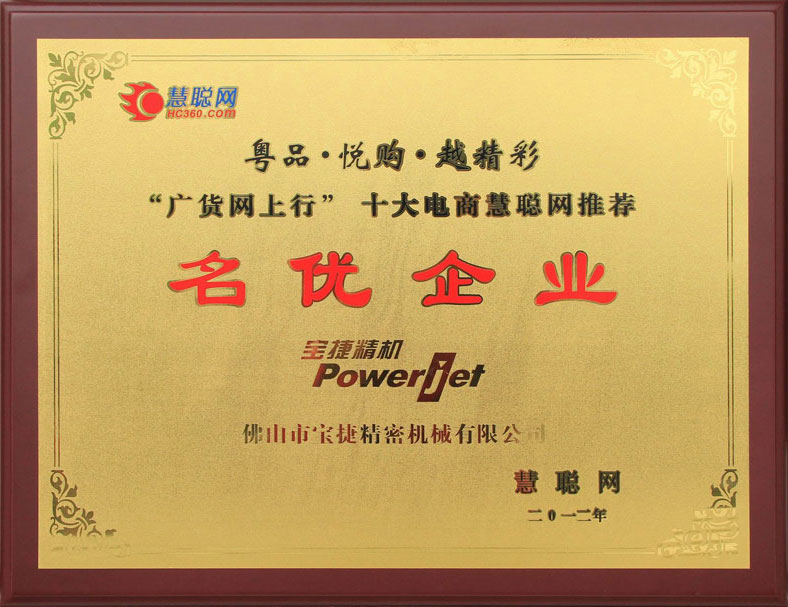 慧聪网
HC360.com
粤品·悦购·越精彩
“广货网上行” 十大电商慧聪网推荐
名优企业
宝捷精机
PowerJet
佛山市宝捷精密机械有限公司
慧聪网
二0一二年